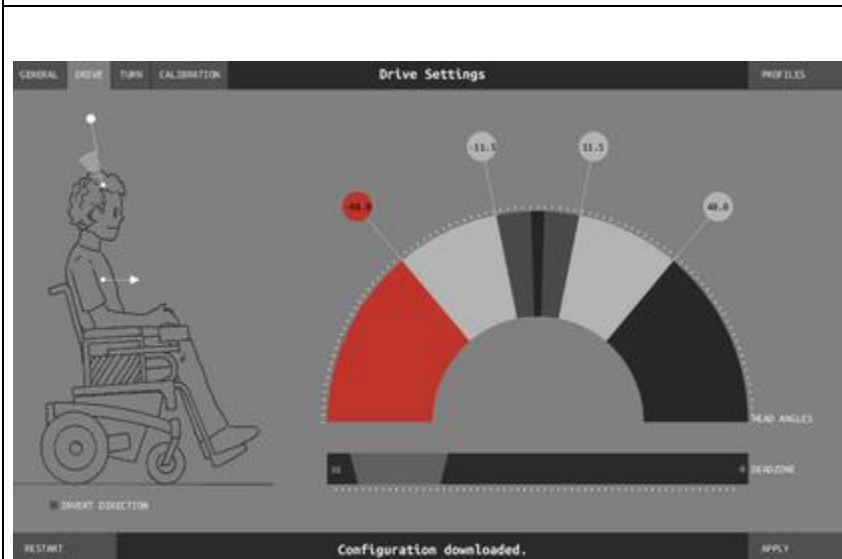 GENERAL DRIVE TURN CALIBRATION Drive Settings PROFILES
-11.5 11.5
-40.0 40.0
HEAD ANGLES
0 DEADZONE
INVERT DIRECTION
RESTART Configuration downloaded. APPLY